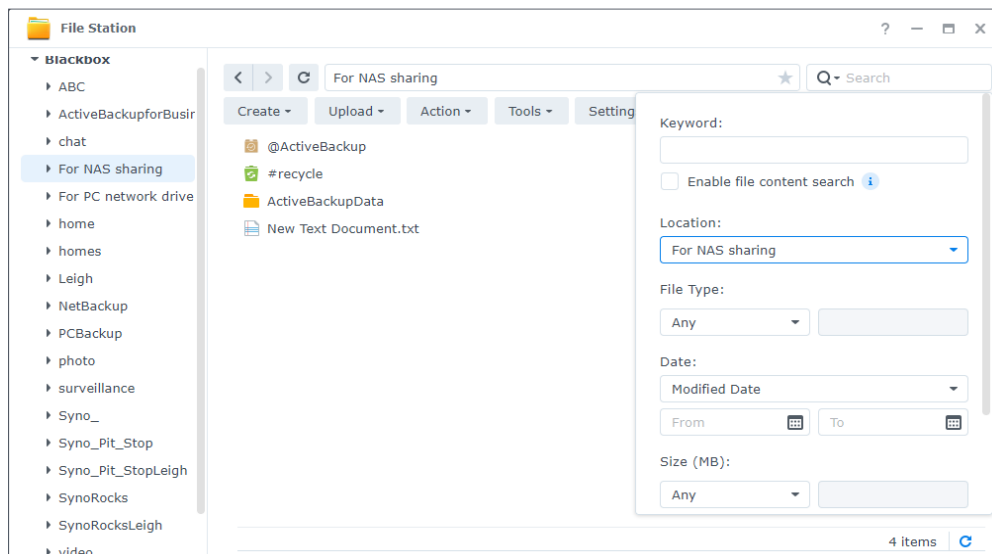 File Station
Blackbox
ABC
ActiveBackupforBusir
chat
For NAS sharing
For PC network drive
home
homes
Leigh
NetBackup
PCBackup
photo
surveillance
Syno_
Syno_Pit_Stop
Syno_Pit_StopLeigh
SynoRocks
SynoRocksLeigh
video
For NAS sharing
Search
Create
Upload
Action
Tools
Setting
@ActiveBackup
#recycle
ActiveBackupData
New Text Document.txt
Keyword:
Enable file content search
Location:
For NAS sharing
File Type:
Any
Date:
Modified Date
From
To
Size (MB):
Any
4 items